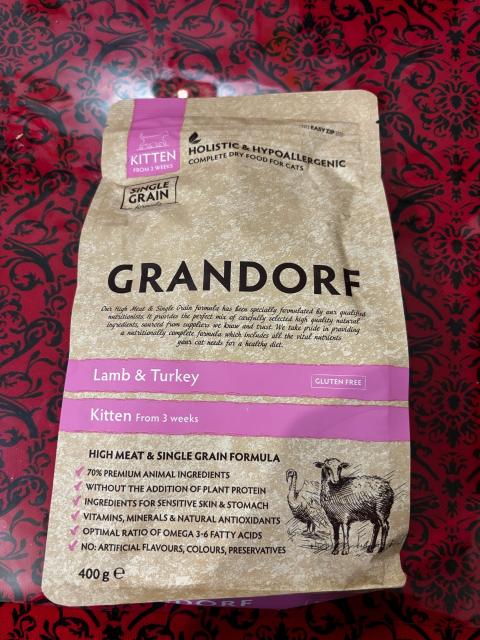 EASY ZIP
KITTEN
FROM 3 WEEKS
HOLISTIC & HYPOALLERGENIC
COMPLETE DRY FOOD FOR CATS
SINGLE
GRAIN
formula
GRANDORF
Our High Meat & Single Grain formula has been specially formulated by our qualified
nutritionists. It provides the perfect mix of carefully selected high quality natural
ingredients, sourced from suppliers we know and trust. We take pride in providing
a nutritionally complete formula which includes all the vital nutrients
your cat needs for a healthy diet.
Lamb & Turkey
GLUTEN FREE
Kitten From 3 weeks
HIGH MEAT & SINGLE GRAIN FORMULA
70% PREMIUM ANIMAL INGREDIENTS
WITHOUT THE ADDITION OF PLANT PROTEIN
INGREDIENTS FOR SENSITIVE SKIN & STOMACH
VITAMINS, MINERALS & NATURAL ANTIOXIDANTS
OPTIMAL RATIO OF OMEGA 3-6 FATTY ACIDS
NO: ARTIFICIAL FLAVOURS, COLOURS, PRESERVATIVES
400 g ℮
DORF